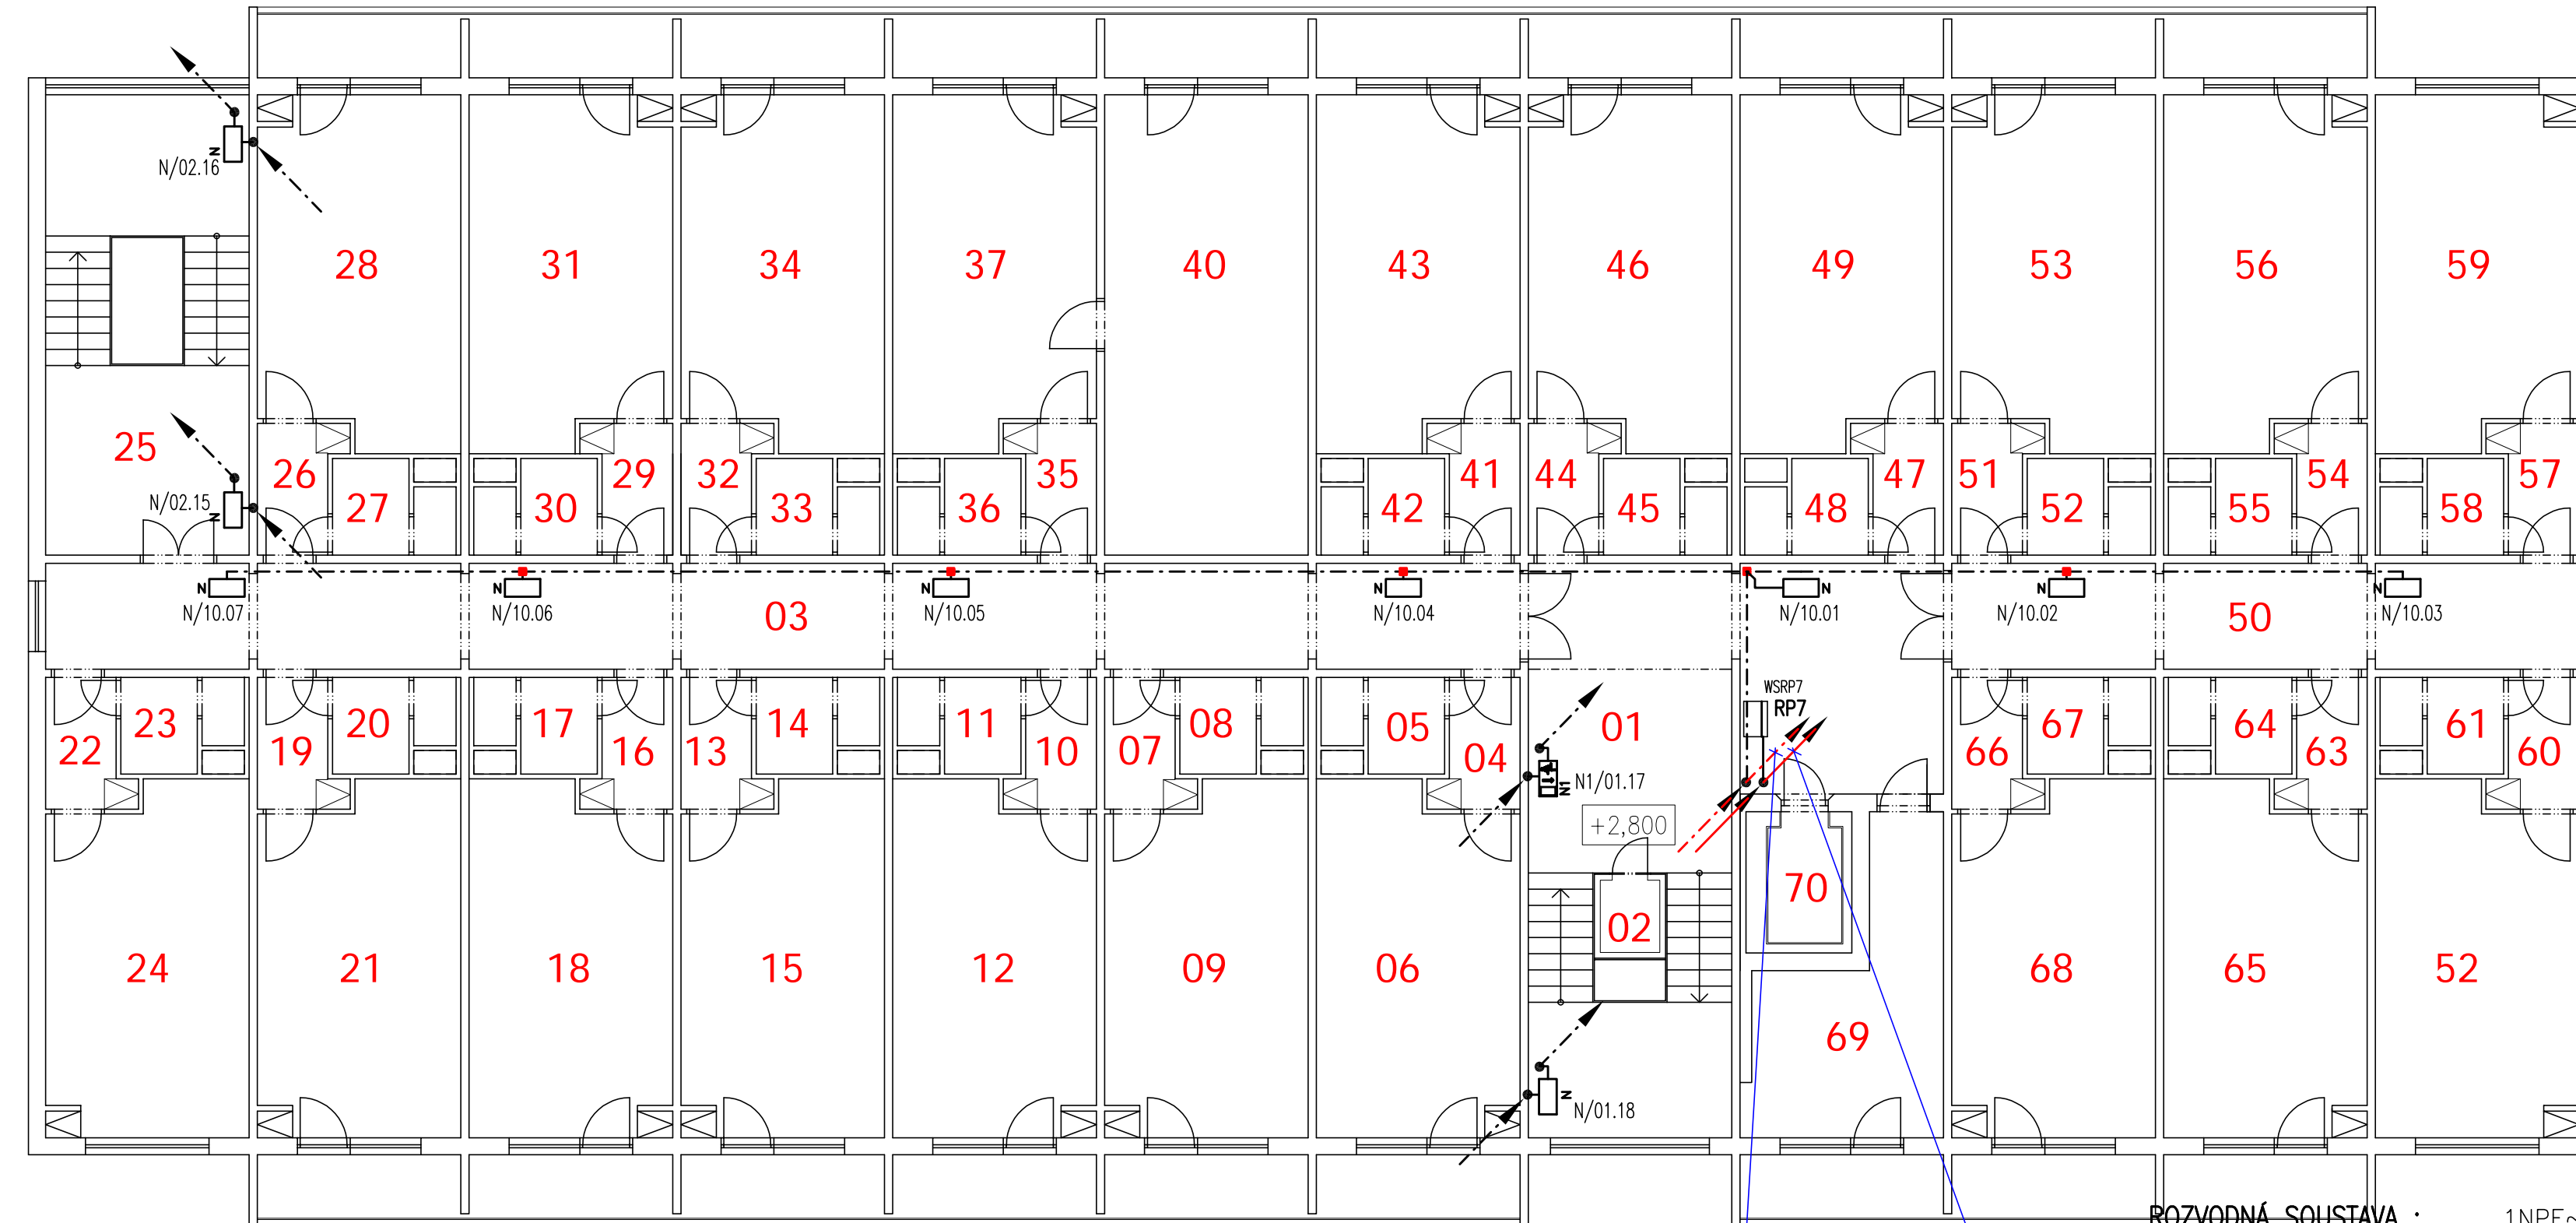 N/02.16
N
28 31 34 37 40 43 46 49 53 56 59
25
26 27 30 29 32 33 36 35 42 41 44 45 48 47 51 52 55 54 58 57
N/02.15
N
N N N N N N N
N/10.07 N/10.06 N/10.05 N/10.04 N/10.01 N/10.02 N/10.03
03 50
WSRP7
RP7
22 23 19 20 17 16 13 14 11 10 07 08 05 04 01 66 67 64 63 61 60
N1/01.17
N1
+2,800
70
02
24 21 18 15 12 09 06 68 65 52
69
N
N/01.18
ROZVODNÁ SOUSTAVA :